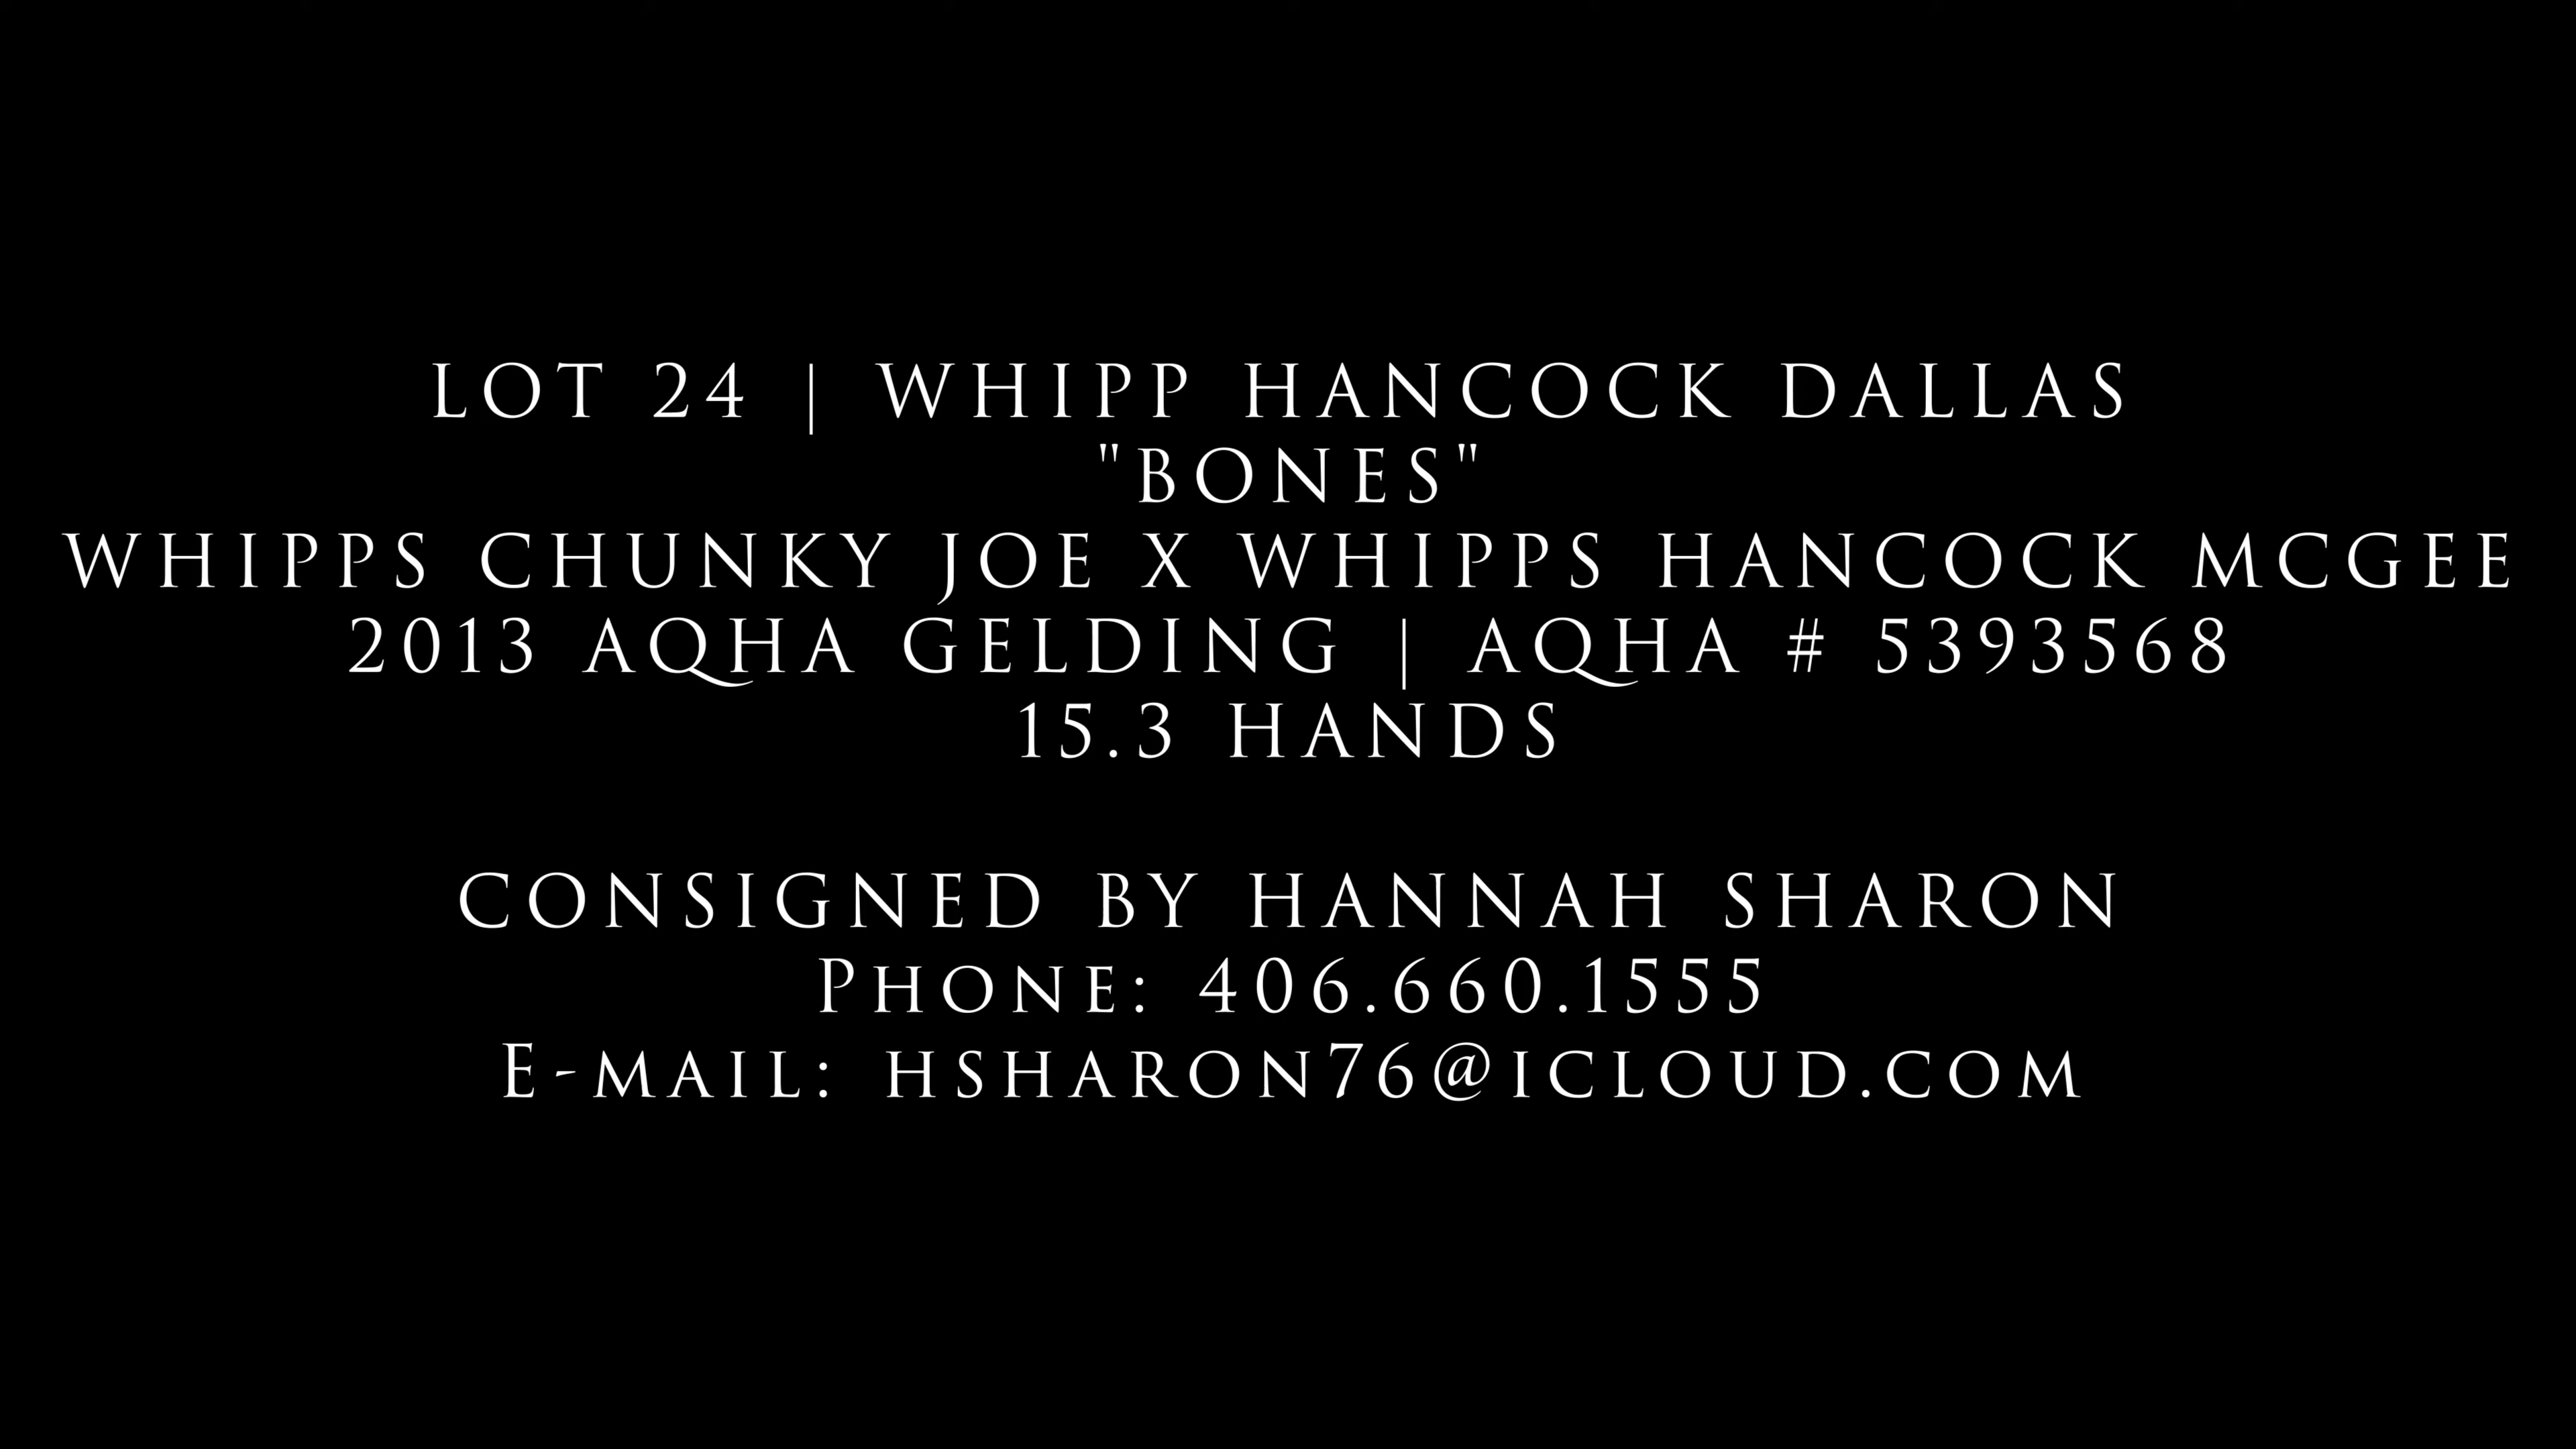 LOT 24 | WHIPP HANCOCK DALLAS
"BONES"
WHIPPS CHUNKY JOE X WHIPPS HANCOCK MCGEE
2013 AQHA GELDING | AQHA # 5393568
15.3 HANDS
CONSIGNED BY HANNAH SHARON
Phone: 406.660.1555
E-mail: hsharon76@icloud.com